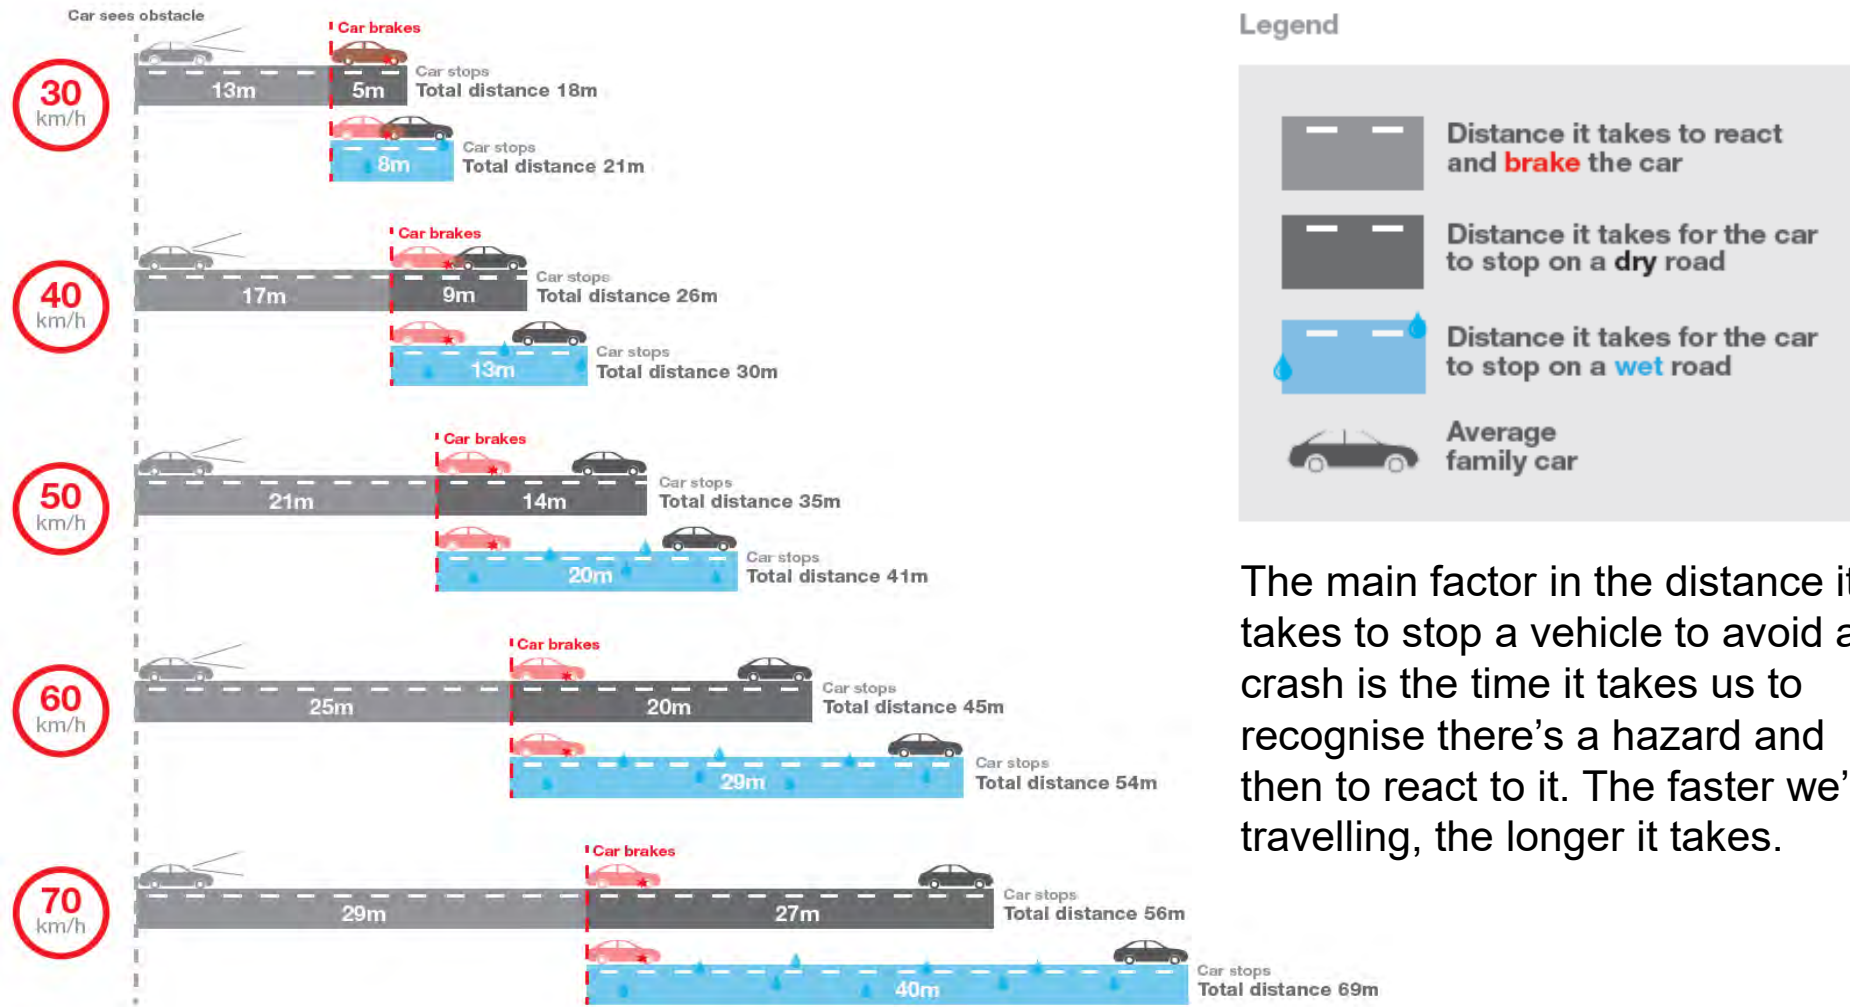 Car sees obstacle
Car brakes
30
km/h
13m
5m
Car stops
Total distance 18m
8m
Car stops
Total distance 21m
Car brakes
40
km/h
17m
9m
Car stops
Total distance 26m
13m
Car stops
Total distance 30m
Car brakes
50
km/h
21m
14m
Car stops
Total distance 35m
20m
Car stops
Total distance 41m
Car brakes
60
km/h
25m
20m
Car stops
Total distance 45m
29m
Car stops
Total distance 54m
Car brakes
70
km/h
29m
27m
Car stops
Total distance 56m
40m
Car stops
Total distance 69m
Legend
Distance it takes to react
and brake the car
Distance it takes for the car
to stop on a dry road
Distance it takes for the car
to stop on a wet road
Average
family car
The main factor in the distance it
takes to stop a vehicle to avoid a
crash is the time it takes us to
recognise there’s a hazard and
then to react to it. The faster we’
travelling, the longer it takes.